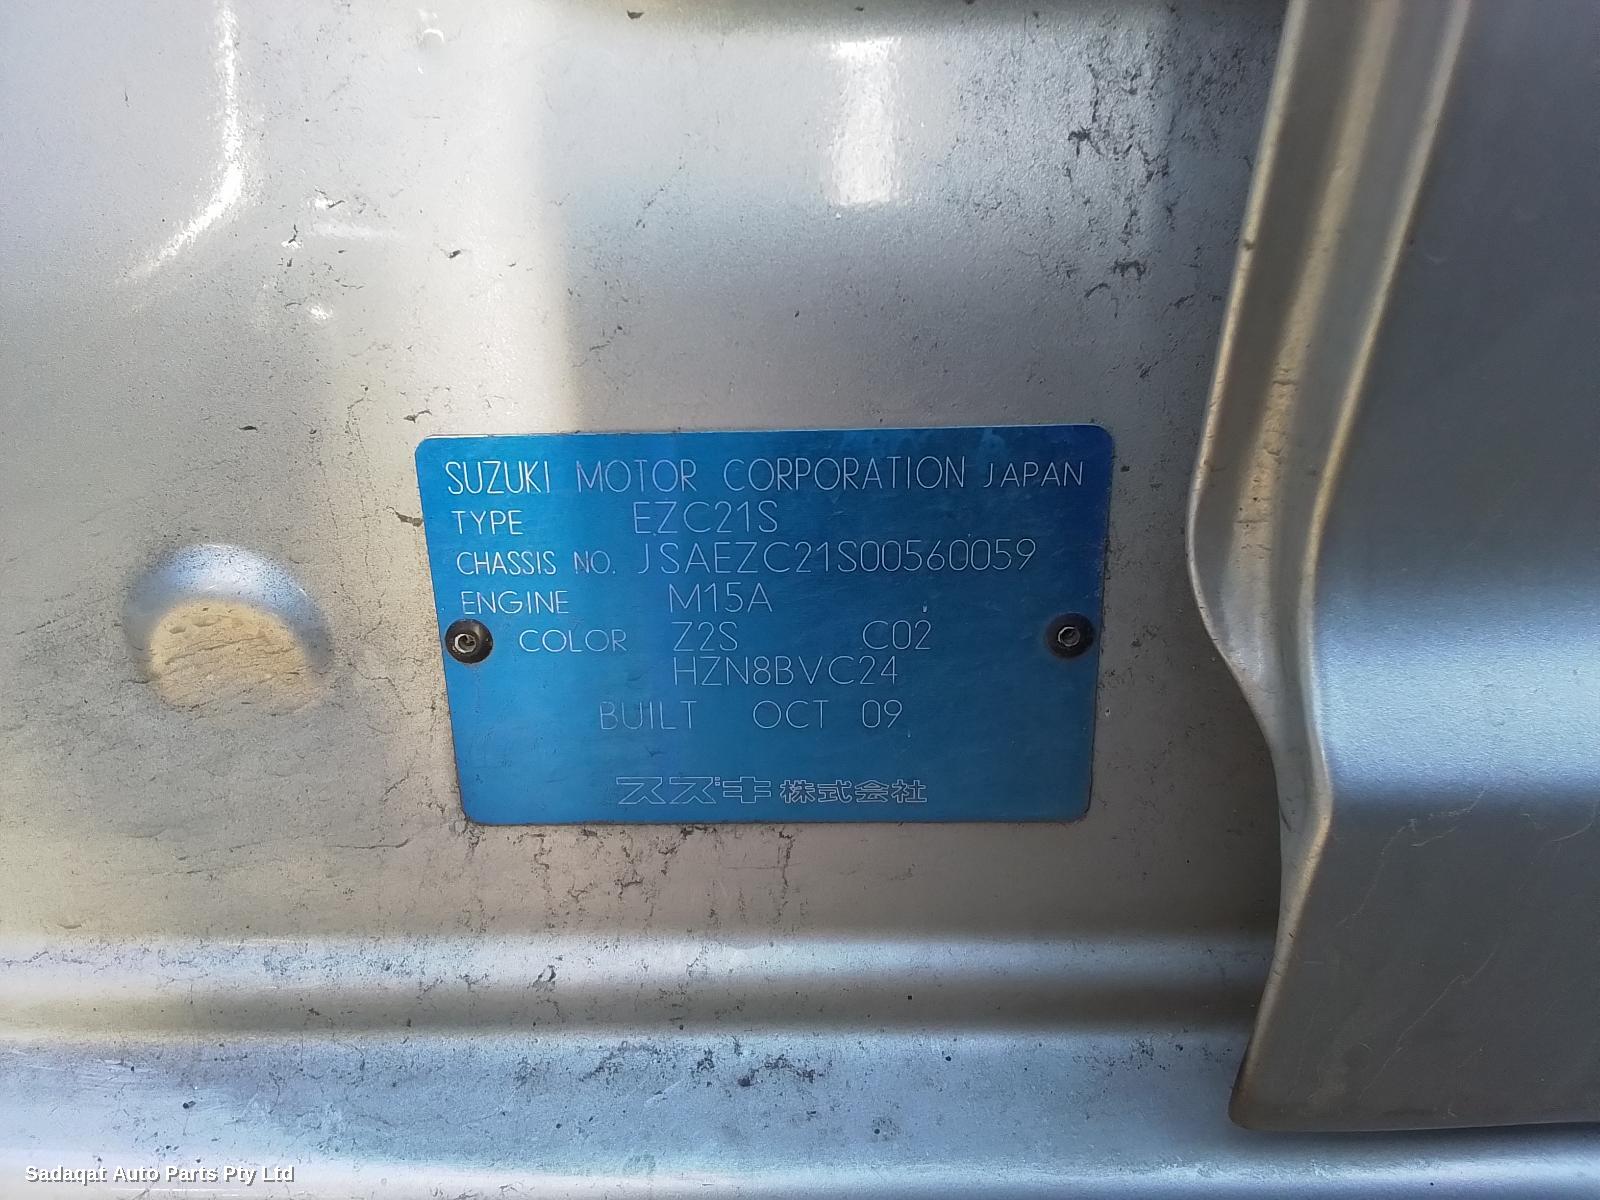 SUZUKI MOTOR CORPORATION JAPAN
TYPE EZC21S
CHASSIS NO. JSAEZC21S00560059
ENGINE M15A
COLOR Z2S C02
HZN8BVC24
BUILT OCT 09
スズキ株式会社
Sadaqat Auto Parts Pty Ltd